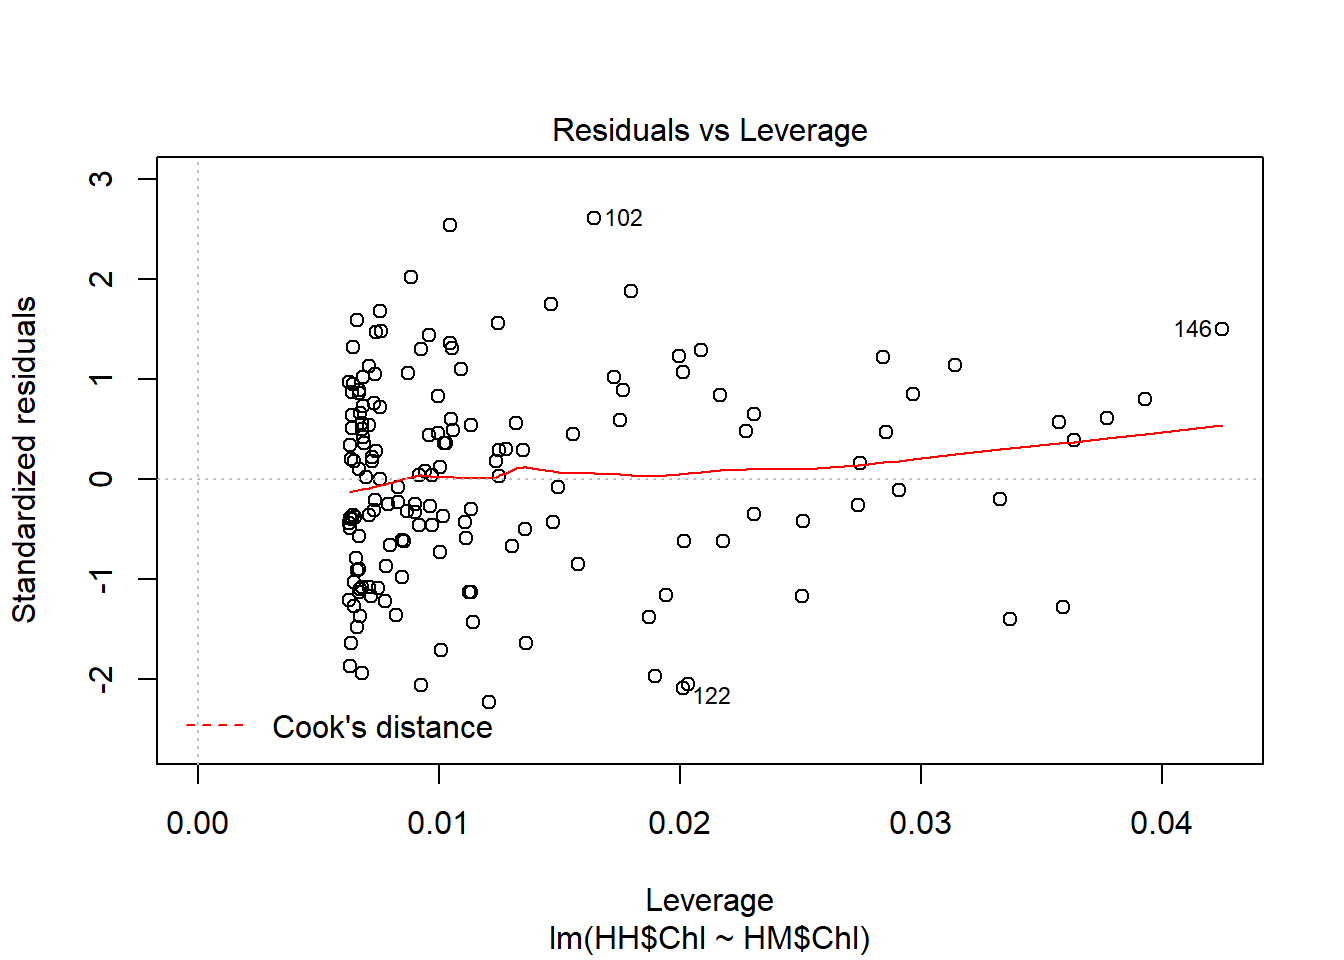 Residuals vs Leverage
Standardized residuals
3
2
1
0
-1
-2
102
146
122
Cook's distance
0.00 0.01 0.02 0.03 0.04
Leverage
lm(HH$Chl ~ HM$Chl)